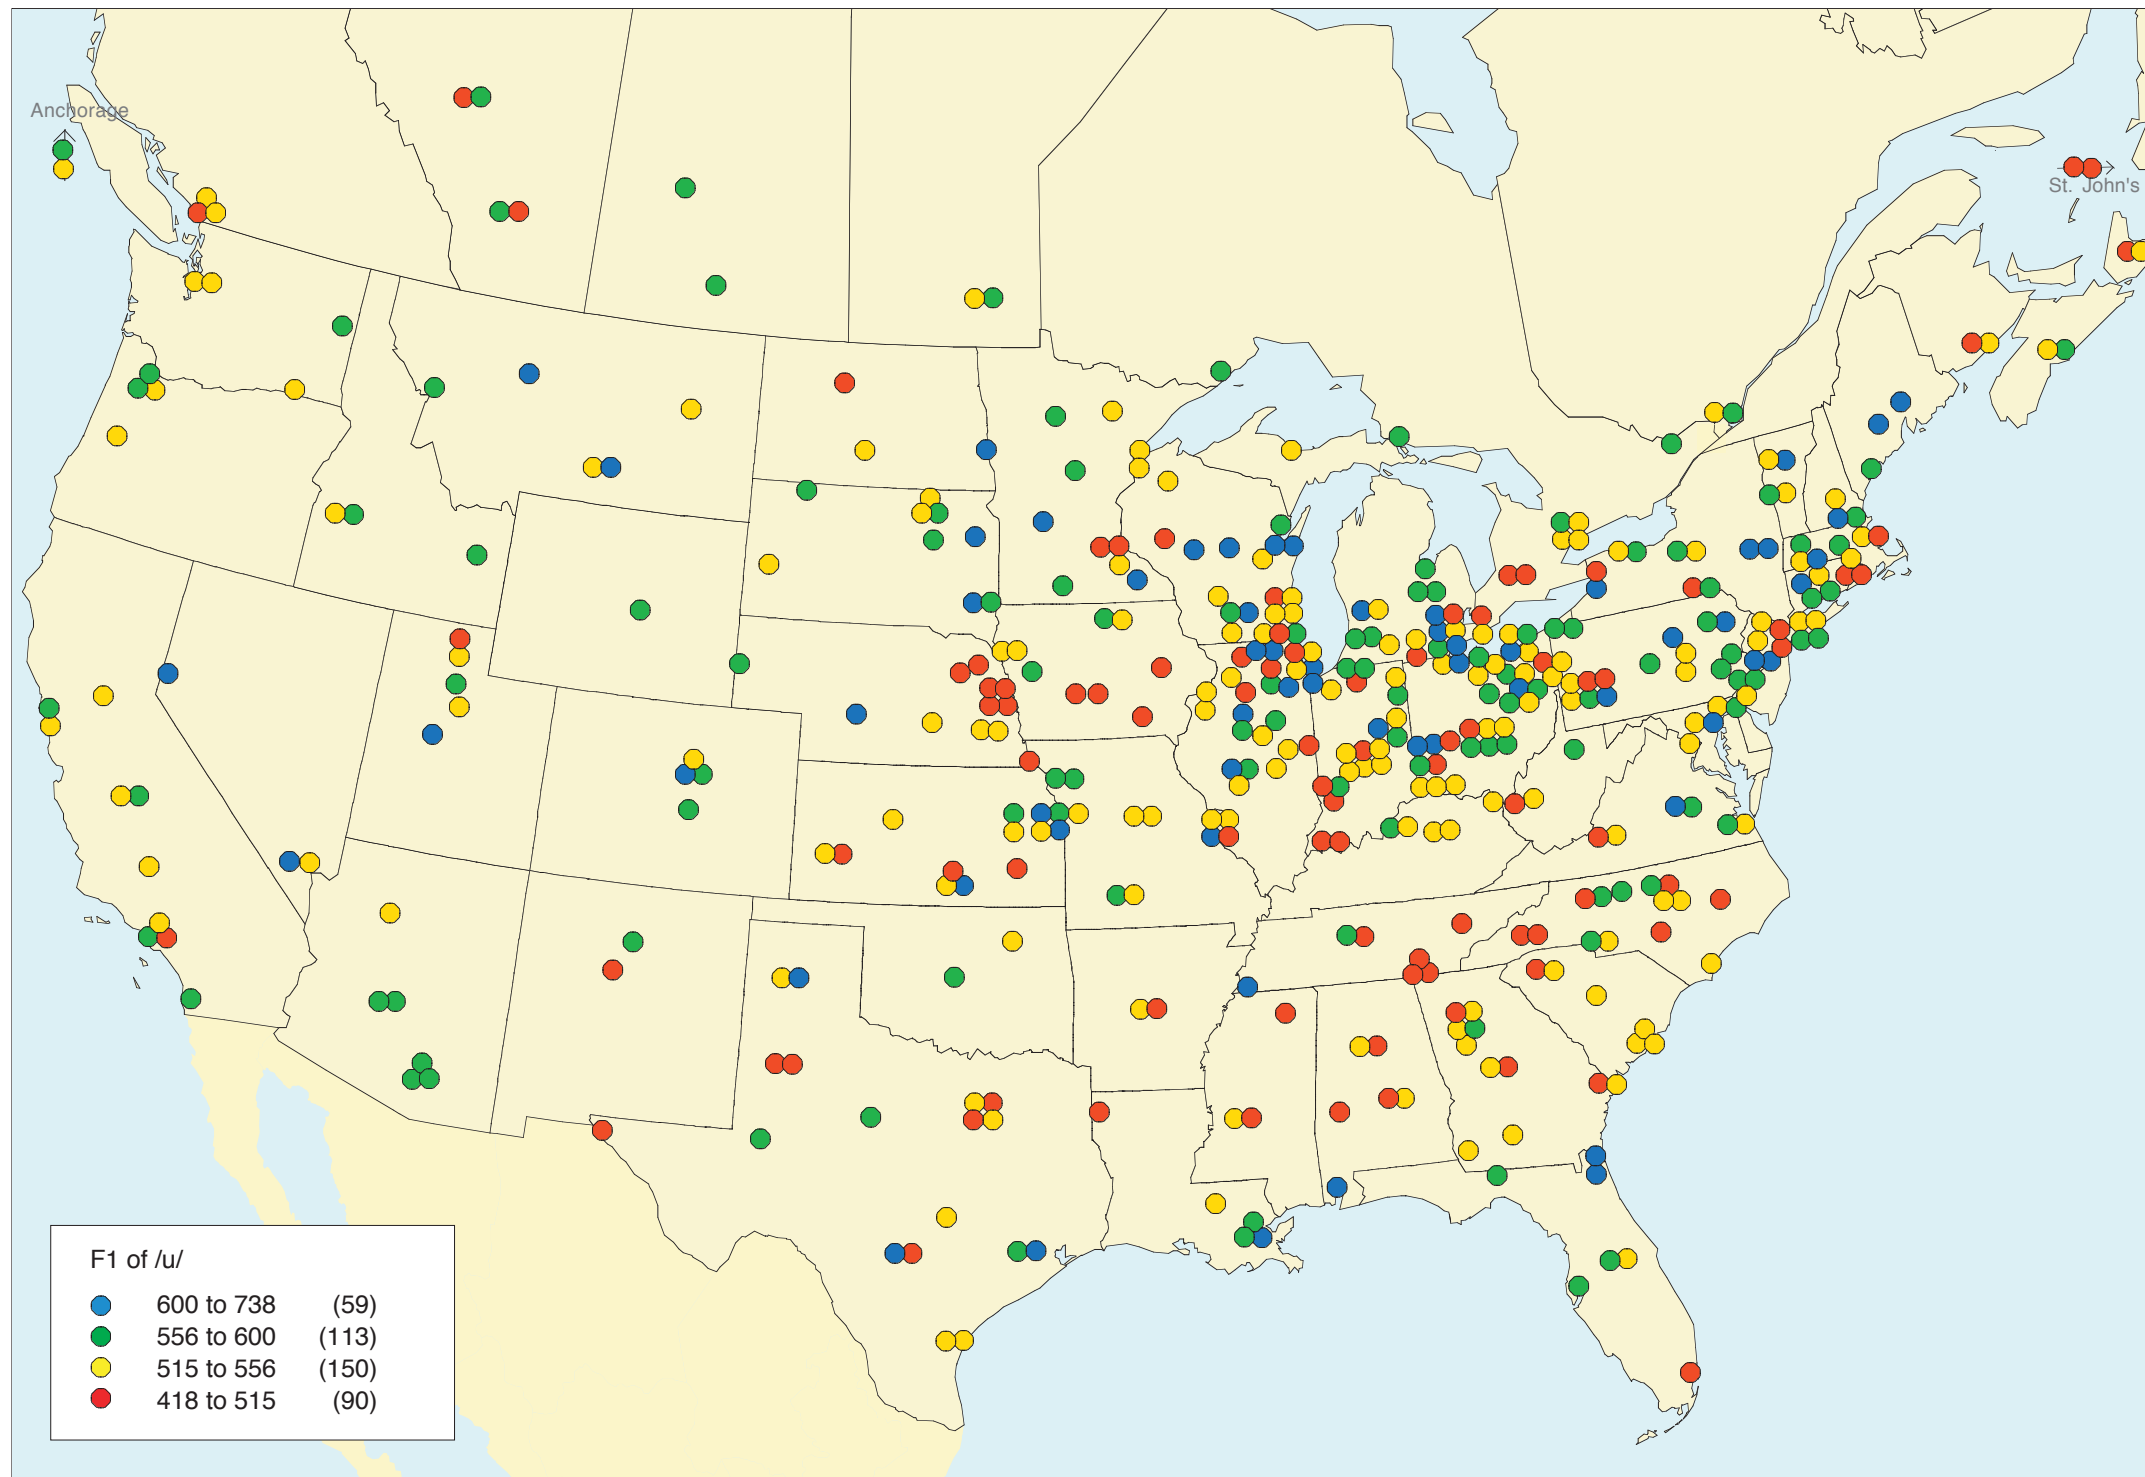 Anchorage
St. John's
F1 of /u/
600 to 738 (59)
556 to 600 (113)
515 to 556 (150)
418 to 515 (90)